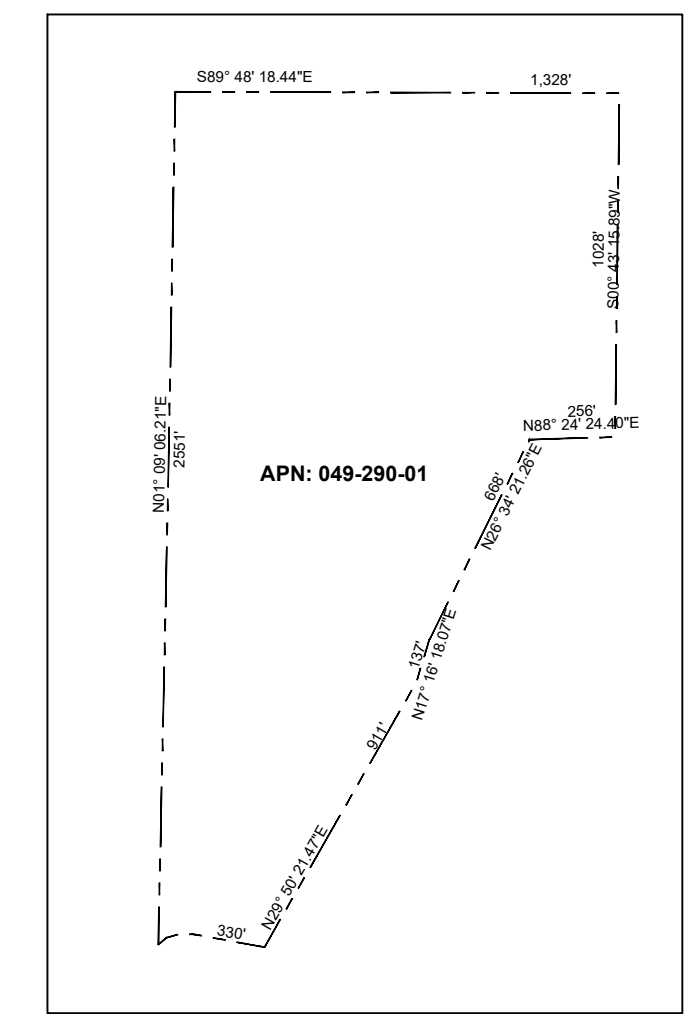 S89° 48' 18.44"E
1,328'
1028'
S00° 43' 15.89"W
N01° 09' 06.21"E
2551'
256'
N88° 24' 24.40"E
APN: 049-290-01
668'
N26° 34' 21.26"E
137'
N17° 16' 18.07"E
911'
N29° 50' 21.47"E
330'